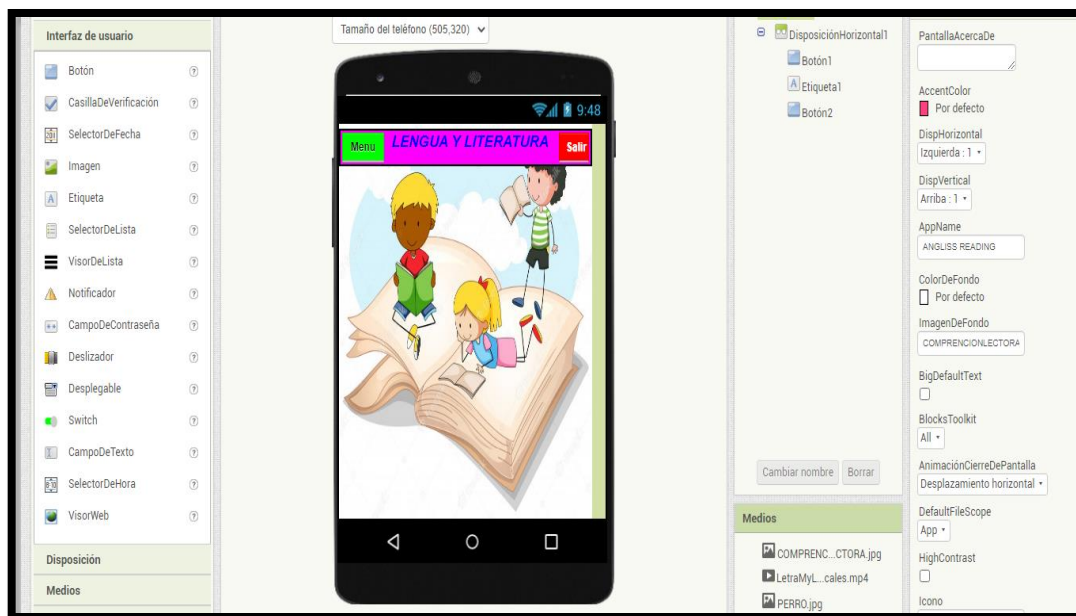 Interfaz de usuario
Botón
CasillaDeVerificación
SelectorDeFecha
Imagen
Etiqueta
SelectorDeLista
VisorDeLista
Notificador
CampoDeContraseña
Deslizador
Desplegable
Switch
CampoDeTexto
SelectorDeHora
VisorWeb
Disposición
Medios
Tamaño del teléfono (505,320)
9:48
Menu
LENGUA Y LITERATURA
Salir
DisposiciónHorizontal1
Botón1
Etiqueta1
Botón2
Cambiar nombre Borrar
Medios
COMPRENC...CTORA.jpg
LetraMyL...cales.mp4
PERRO.jpg
PantallaAcercaDe
AccentColor
Por defecto
DispHorizontal
Izquierda : 1
DispVertical
Arriba : 1
AppName
ANGLISS READING
ColorDeFondo
Por defecto
ImagenDeFondo
COMPRENCIONLECTORA
BigDefaultText
BlocksToolkit
All
AnimaciónCierreDePantalla
Desplazamiento horizontal
DefaultFileScope
App
HighContrast
Icono